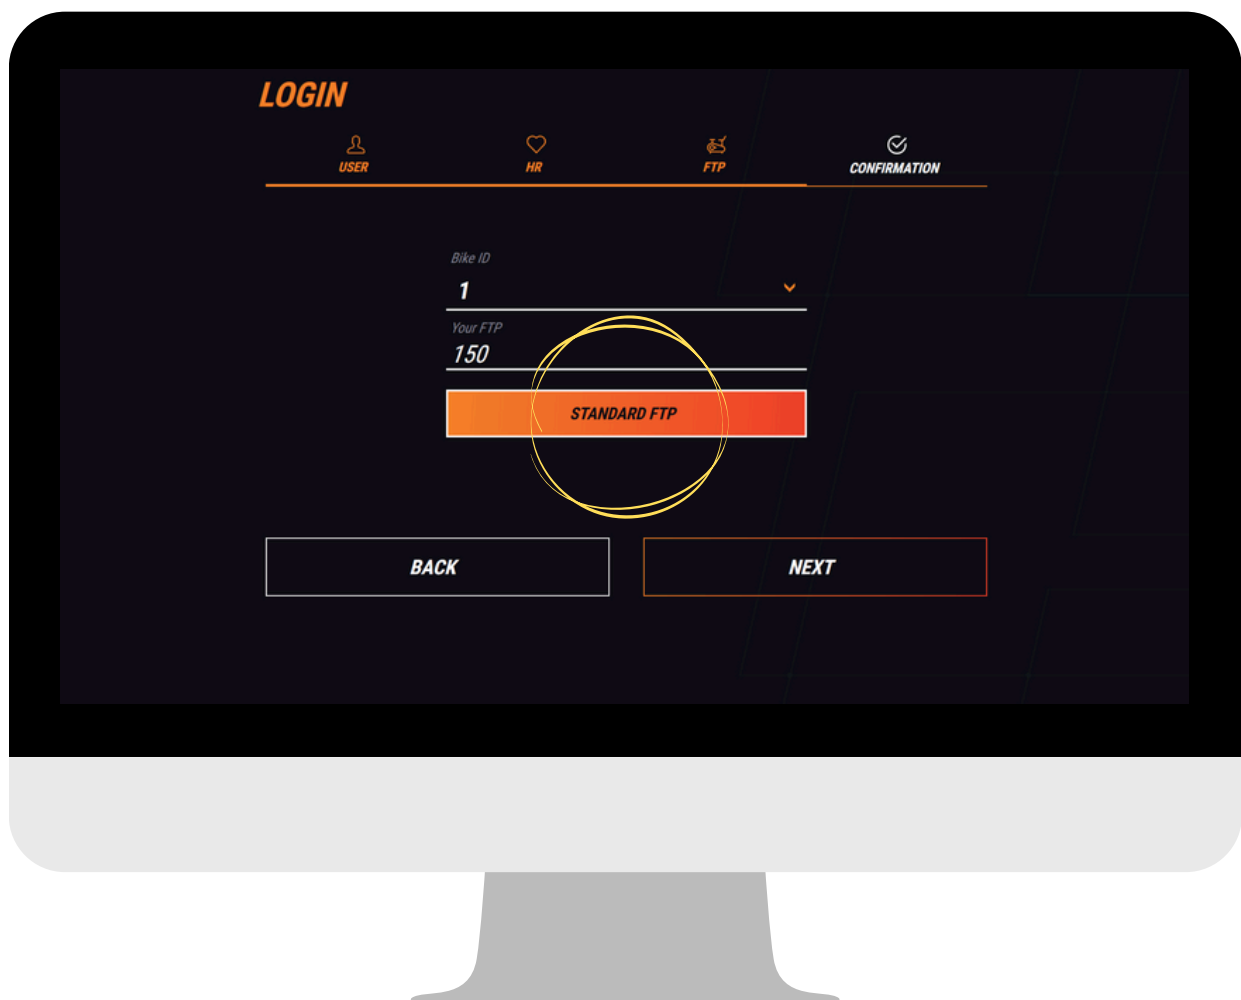 LOGIN
USER
HR
FTP
CONFIRMATION
Bike ID
1
Your FTP
150
STANDARD FTP
BACK
NEXT